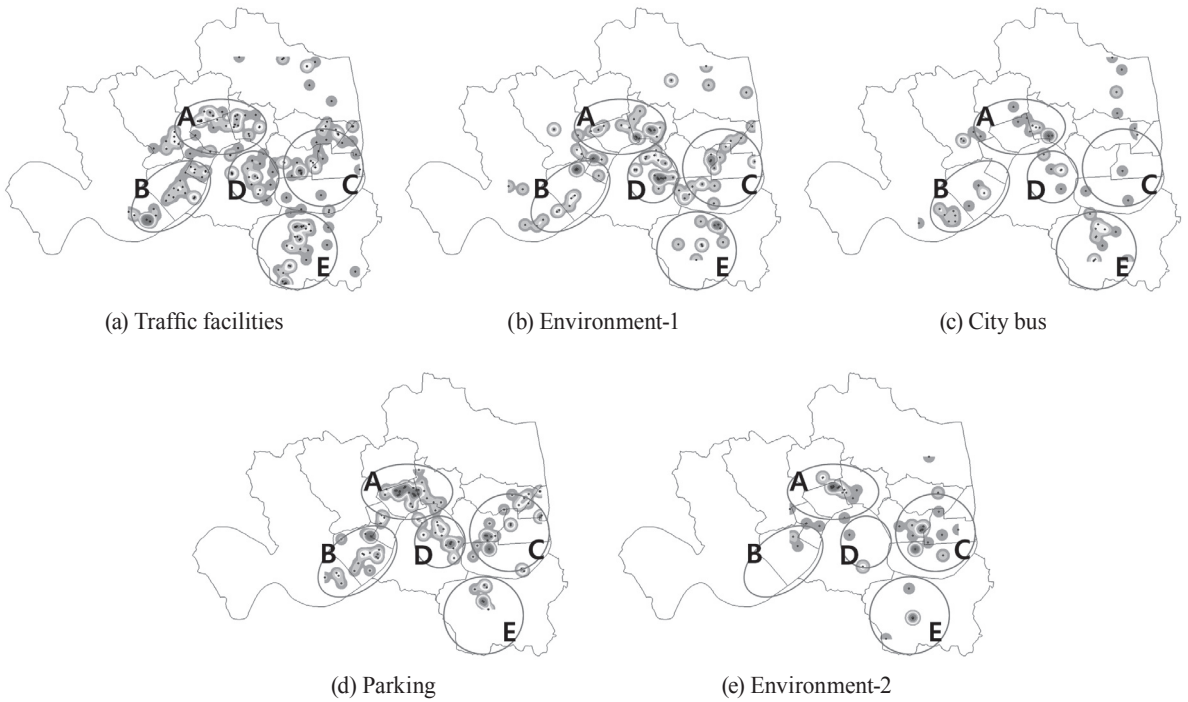 A
B
D
C
E
(a) Traffic facilities
A
B
D
C
E
(b) Environment-1
A
B
D
C
E
(c) City bus
A
B
D
C
E
(d) Parking
A
B
D
C
E
(e) Environment-2